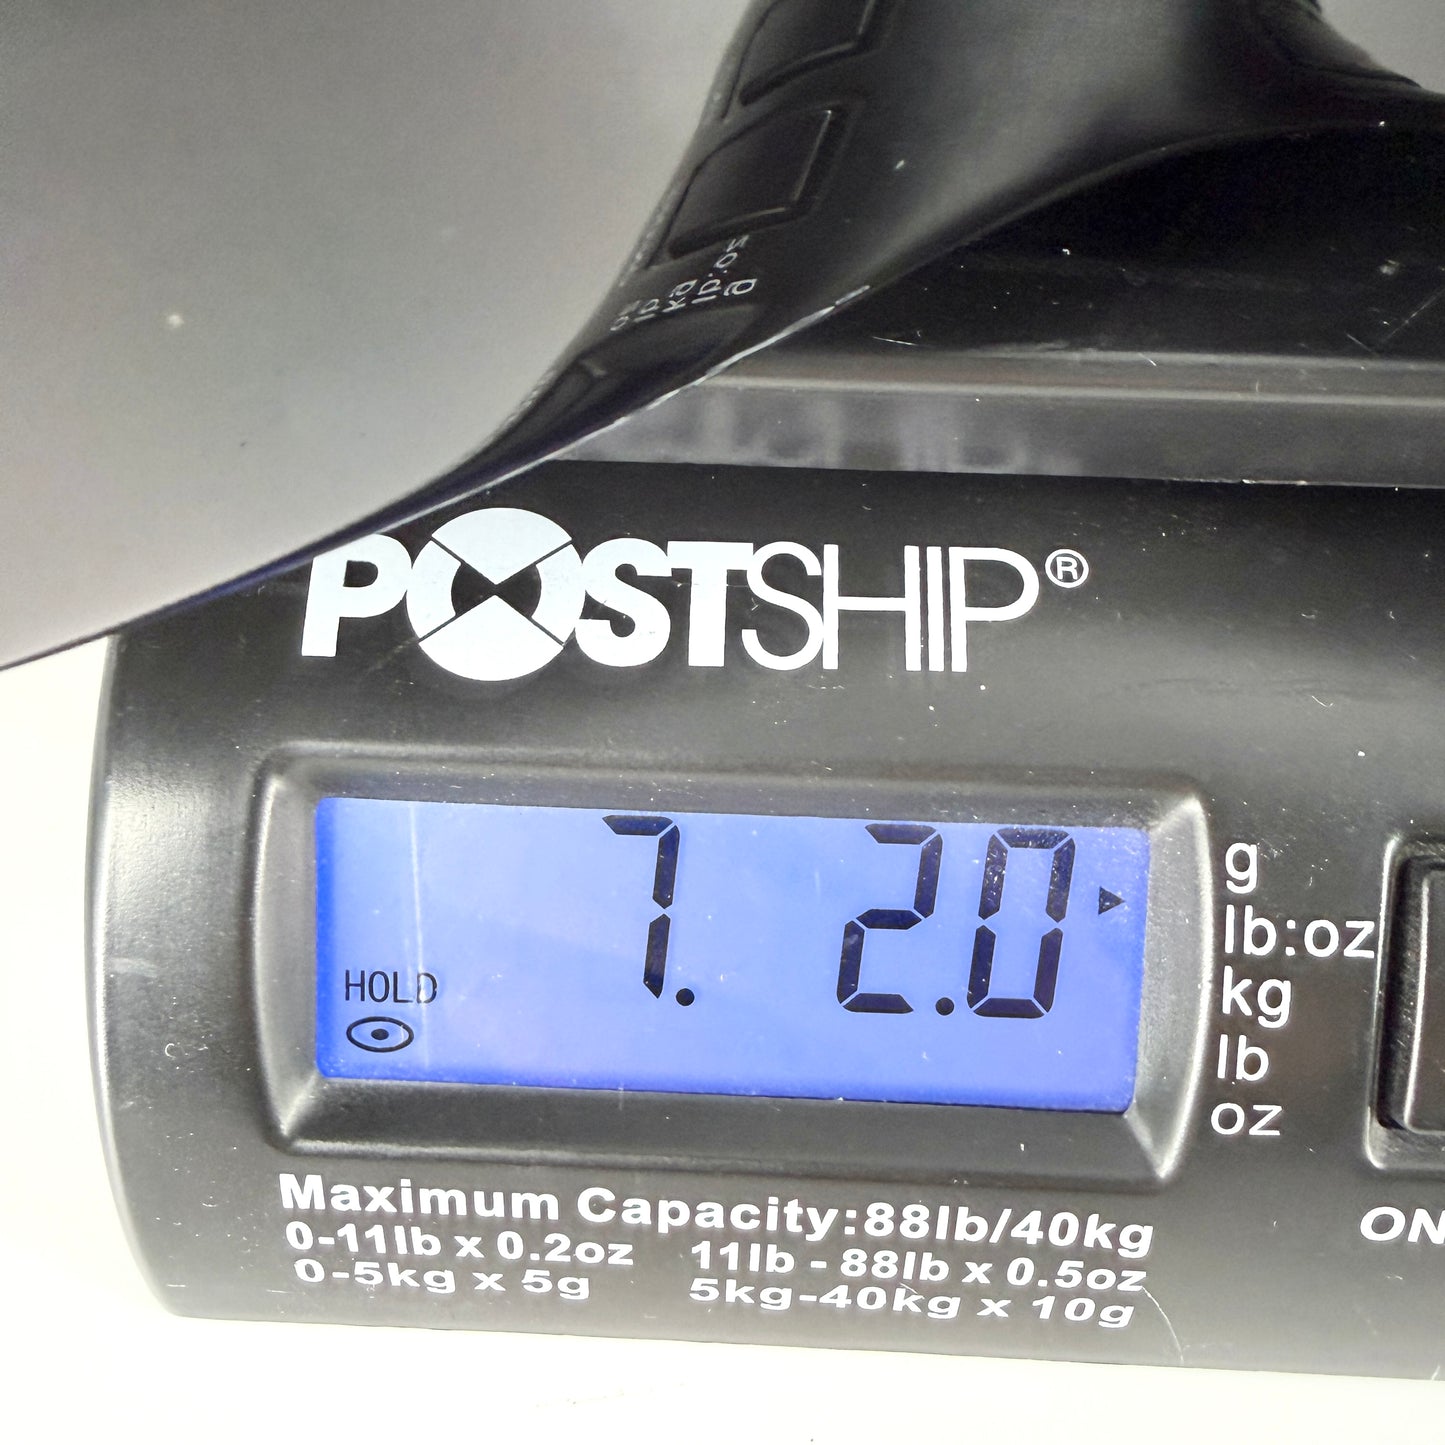 POSTSHIP®
7. 2.0
HOLD
g
lb:oz
kg
lb
oz
Maximum Capacity:88lb/40kg
0-11lb x 0.2oz 11lb - 88lb x 0.5oz
0-5kg x 5g 5kg-40kg x 10g
ON